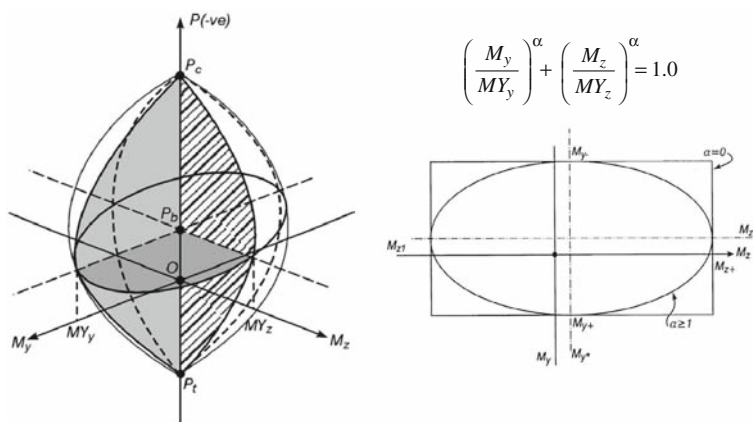 P(-ve)
P_c
P_b
O
MY_y
MY_z
M_y
M_z
P_t
(M_y / MY_y)^α + (M_z / MY_z)^α = 1.0
M_y-
α=0
M_z1
M_z
M_z
M_z+
M_y+
α≥1
M_y
M_y*